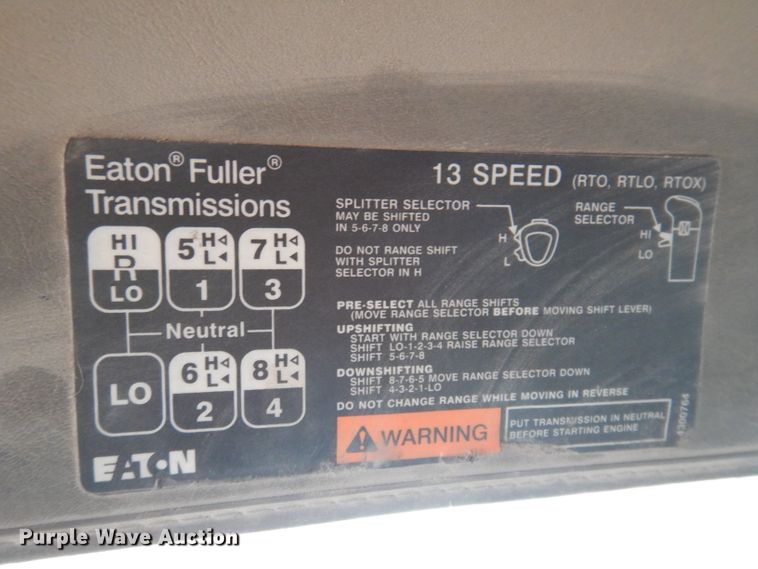 Eaton® Fuller®
Transmissions
13 SPEED (RTO, RTLO, RTOX)
SPLITTER SELECTOR
MAY BE SHIFTED
IN 5-6-7-8 ONLY
H
L
RANGE
SELECTOR
HI
LO
DO NOT RANGE SHIFT
WITH SPLITTER
SELECTOR IN H
HI
R
LO
5 H L
1
7 H L
3
Neutral
LO
6 H L
2
8 H L
4
PRE-SELECT ALL RANGE SHIFTS
(MOVE RANGE SELECTOR BEFORE MOVING SHIFT LEVER)
UPSHIFTING
START WITH RANGE SELECTOR DOWN
SHIFT LO-1-2-3-4 RAISE RANGE SELECTOR
SHIFT 5-6-7-8
DOWNSHIFTING
SHIFT 8-7-6-5 MOVE RANGE SELECTOR DOWN
SHIFT 4-3-2-1-LO
DO NOT CHANGE RANGE WHILE MOVING IN REVERSE
WARNING
PUT TRANSMISSION IN NEUTRAL
BEFORE STARTING ENGINE
4300764
EATON
Purple Wave Auction